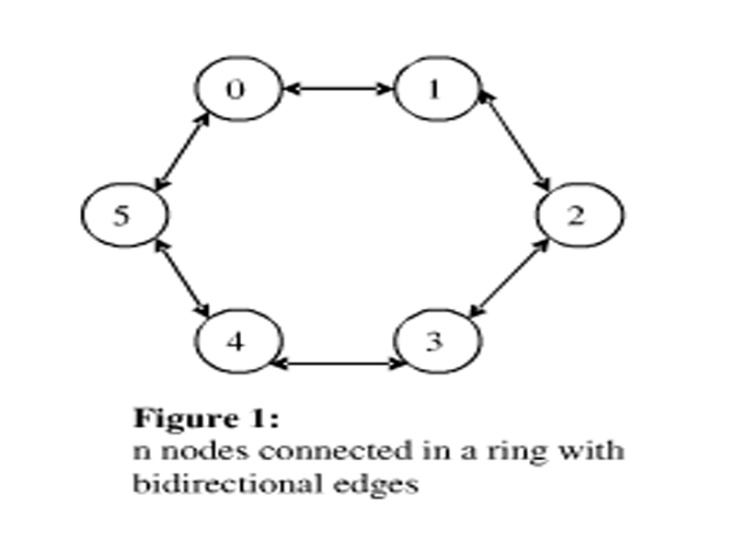 0 1
5 2
4 3
Figure 1:
n nodes connected in a ring with
bidirectional edges